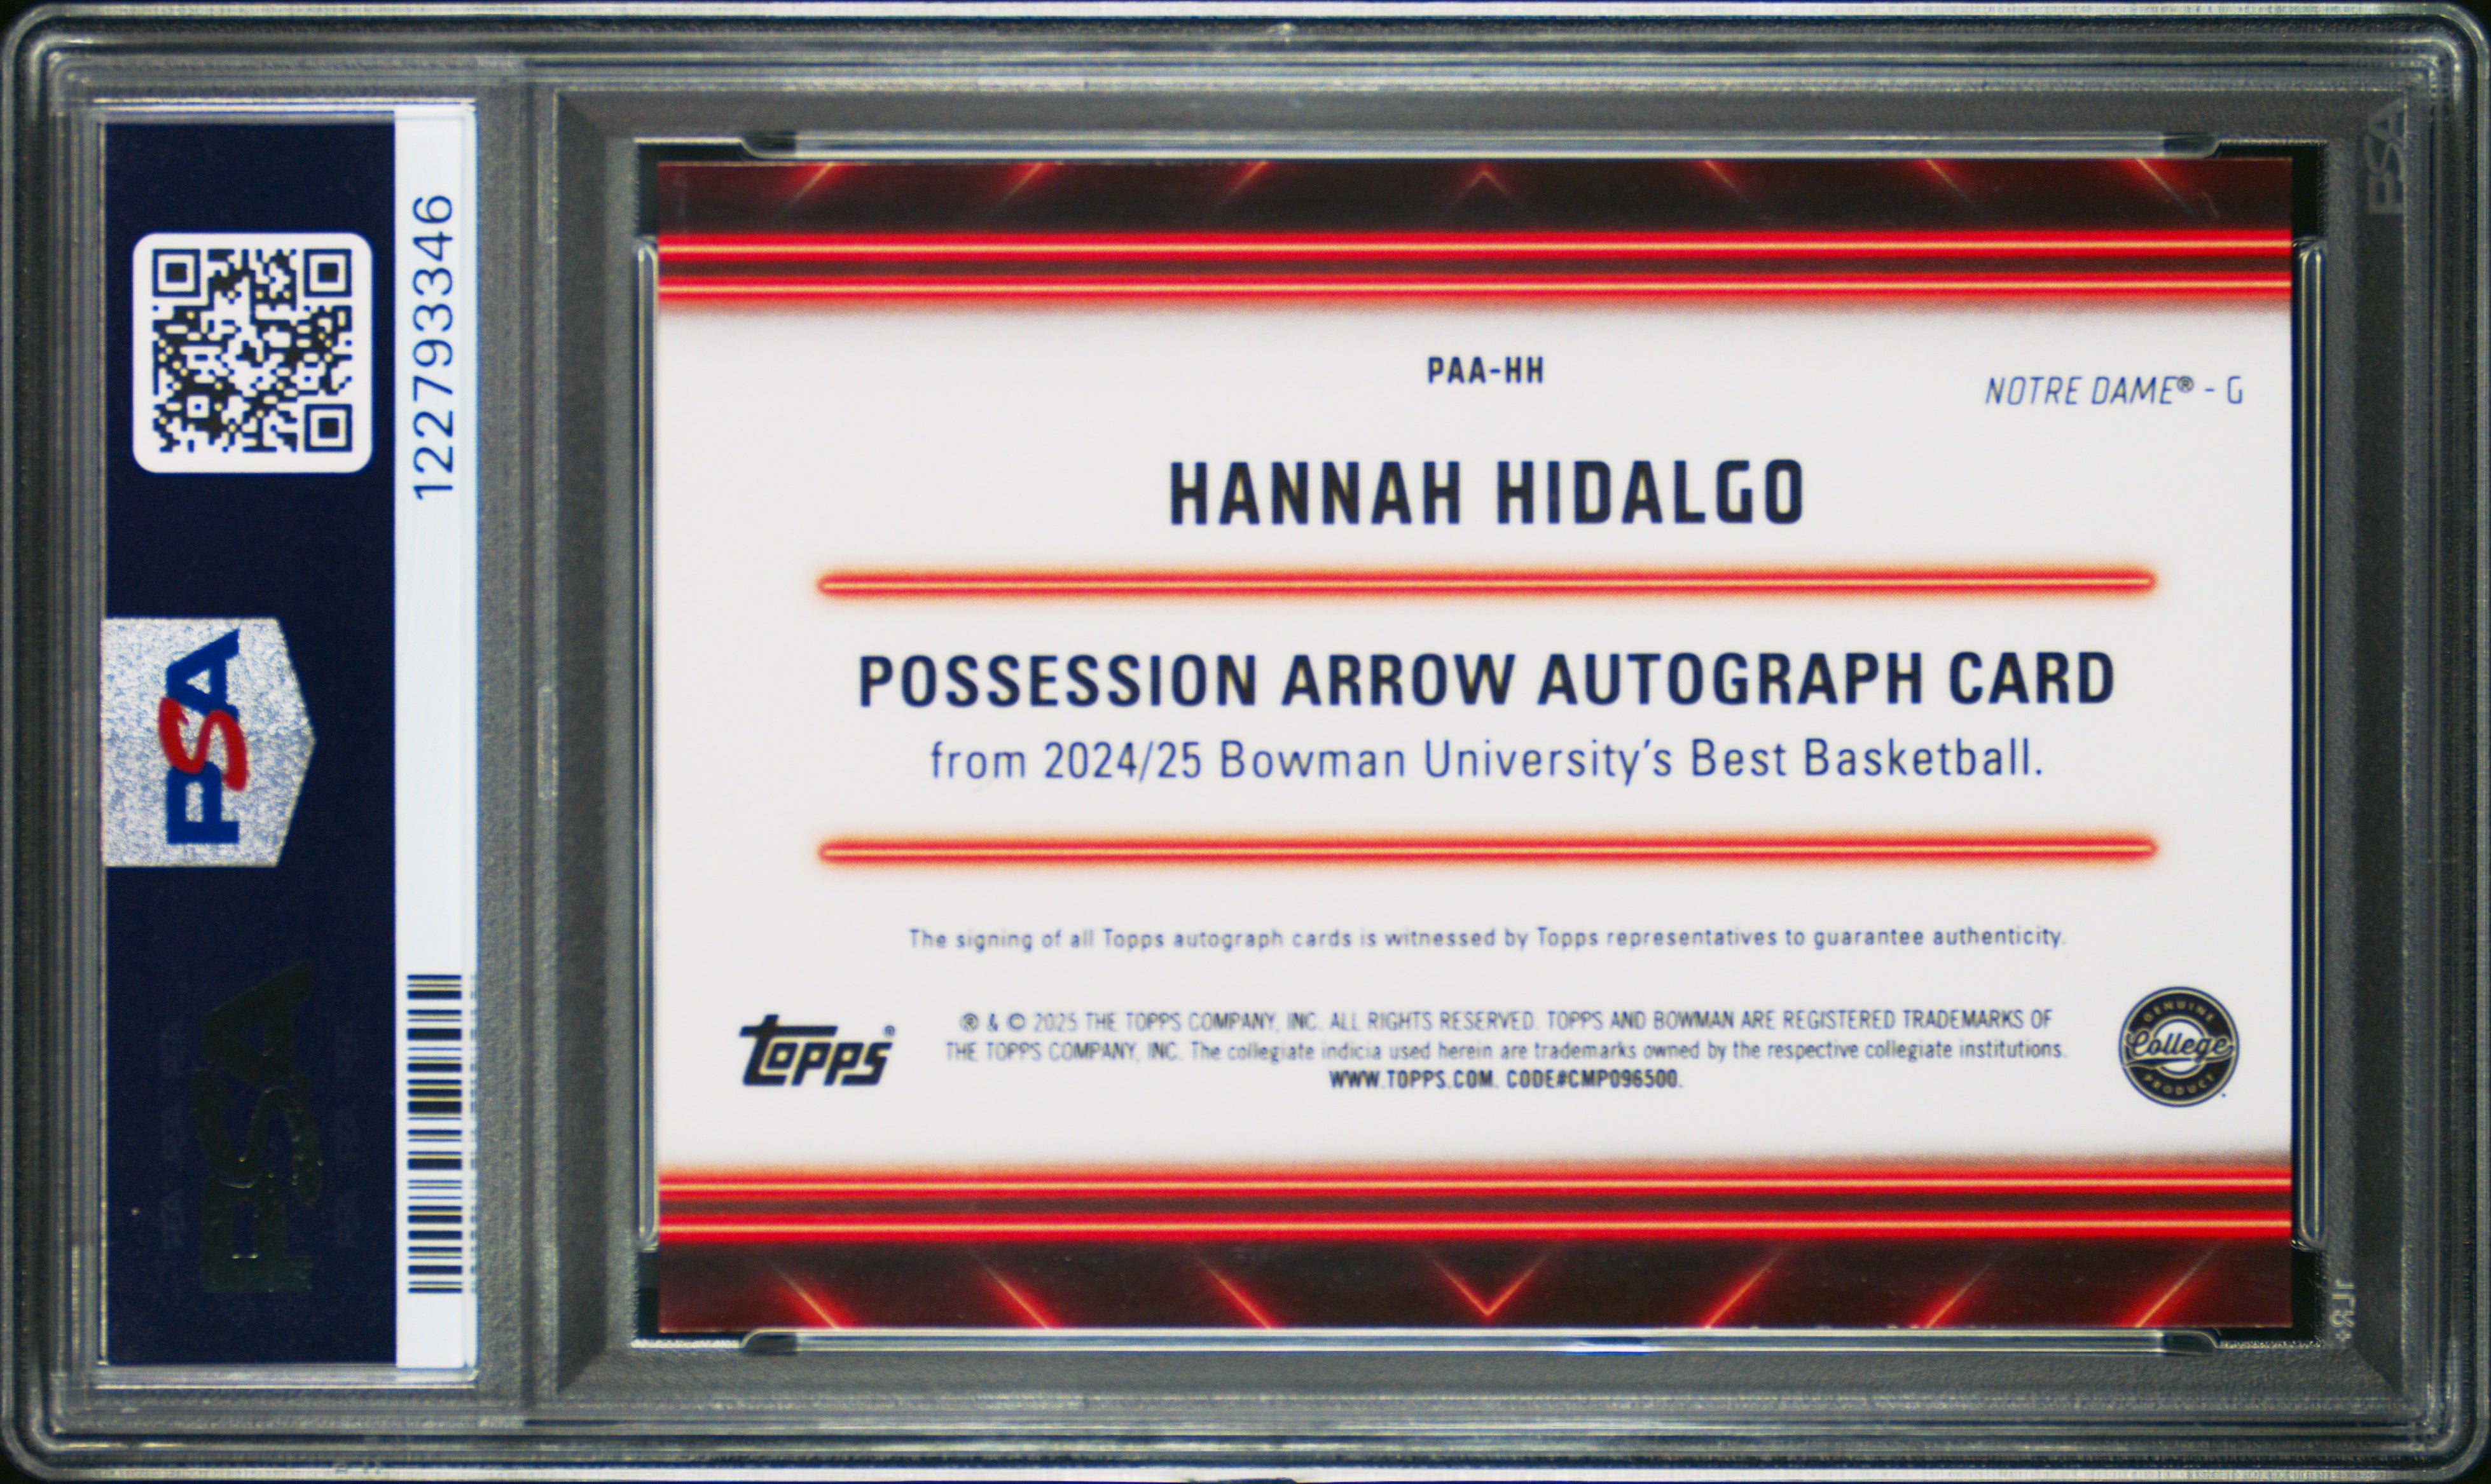 122793346
PSA
PSA
PSA
PAA-HH
NOTRE DAME® - G
HANNAH HIDALGO
POSSESSION ARROW AUTOGRAPH CARD
from 2024/25 Bowman University's Best Basketball.
The signing of all Topps autograph cards is witnessed by Topps representatives to guarantee authenticity.
topps®
® & © 2025 THE TOPPS COMPANY, INC. ALL RIGHTS RESERVED. TOPPS AND BOWMAN ARE REGISTERED TRADEMARKS OF
THE TOPPS COMPANY, INC. The collegiate indicia used herein are trademarks owned by the respective collegiate institutions.
WWW.TOPPS.COM. CODE#CMP096500.
GENUINE
College
PRODUCT